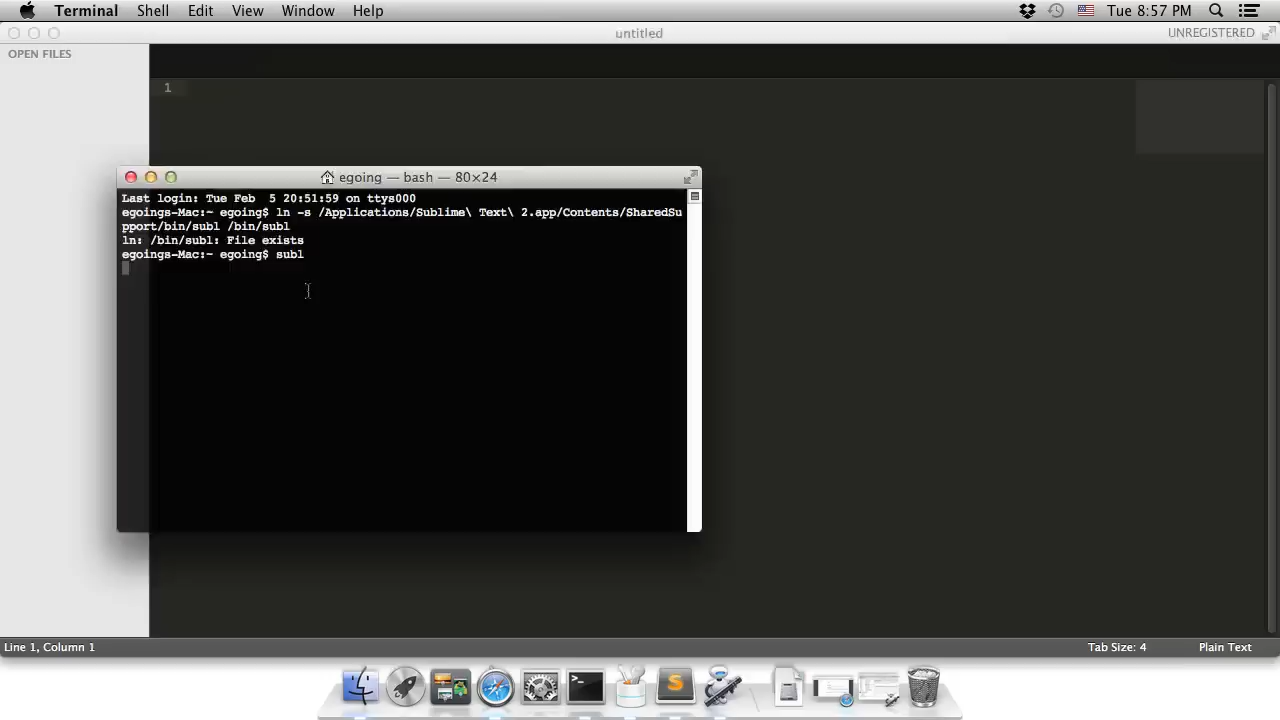 Terminal Shell Edit View Window Help Tue 8:57 PM
untitled UNREGISTERED
OPEN FILES
1
egoing — bash — 80×24
Last login: Tue Feb  5 20:51:59 on ttys000
egoings-Mac:~ egoing$ ln -s /Applications/Sublime\ Text\ 2.app/Contents/SharedSu
pport/bin/subl /bin/subl
ln: /bin/subl: File exists
egoings-Mac:~ egoing$ subl
Line 1, Column 1 Tab Size: 4 Plain Text